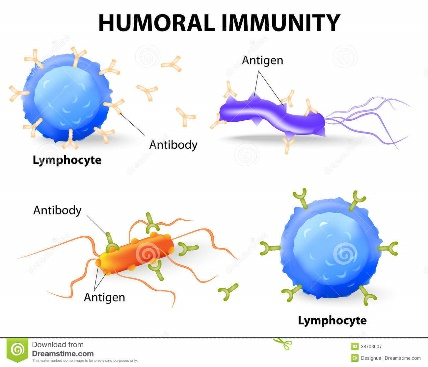 HUMORAL IMMUNITY
Antigen
Antibody
Lymphocyte
Antibody
Antigen
Lymphocyte
Download from
Dreamstime.com